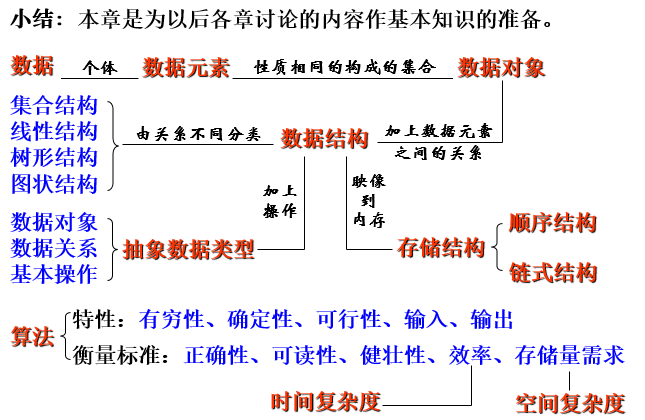 小结：本章是为以后各章讨论的内容作基本知识的准备。
数据 个体 数据元素 性质相同的构成的集合 数据对象
集合结构
线性结构
树形结构
图状结构
由关系不同分类 数据结构 加上数据元素
之间的关系
加上
操作
映像
到
内存
数据对象
数据关系
基本操作
抽象数据类型
存储结构
顺序结构
链式结构
算法
特性：有穷性、确定性、可行性、输入、输出
衡量标准：正确性、可读性、健壮性、效率、存储量需求
时间复杂度 空间复杂度